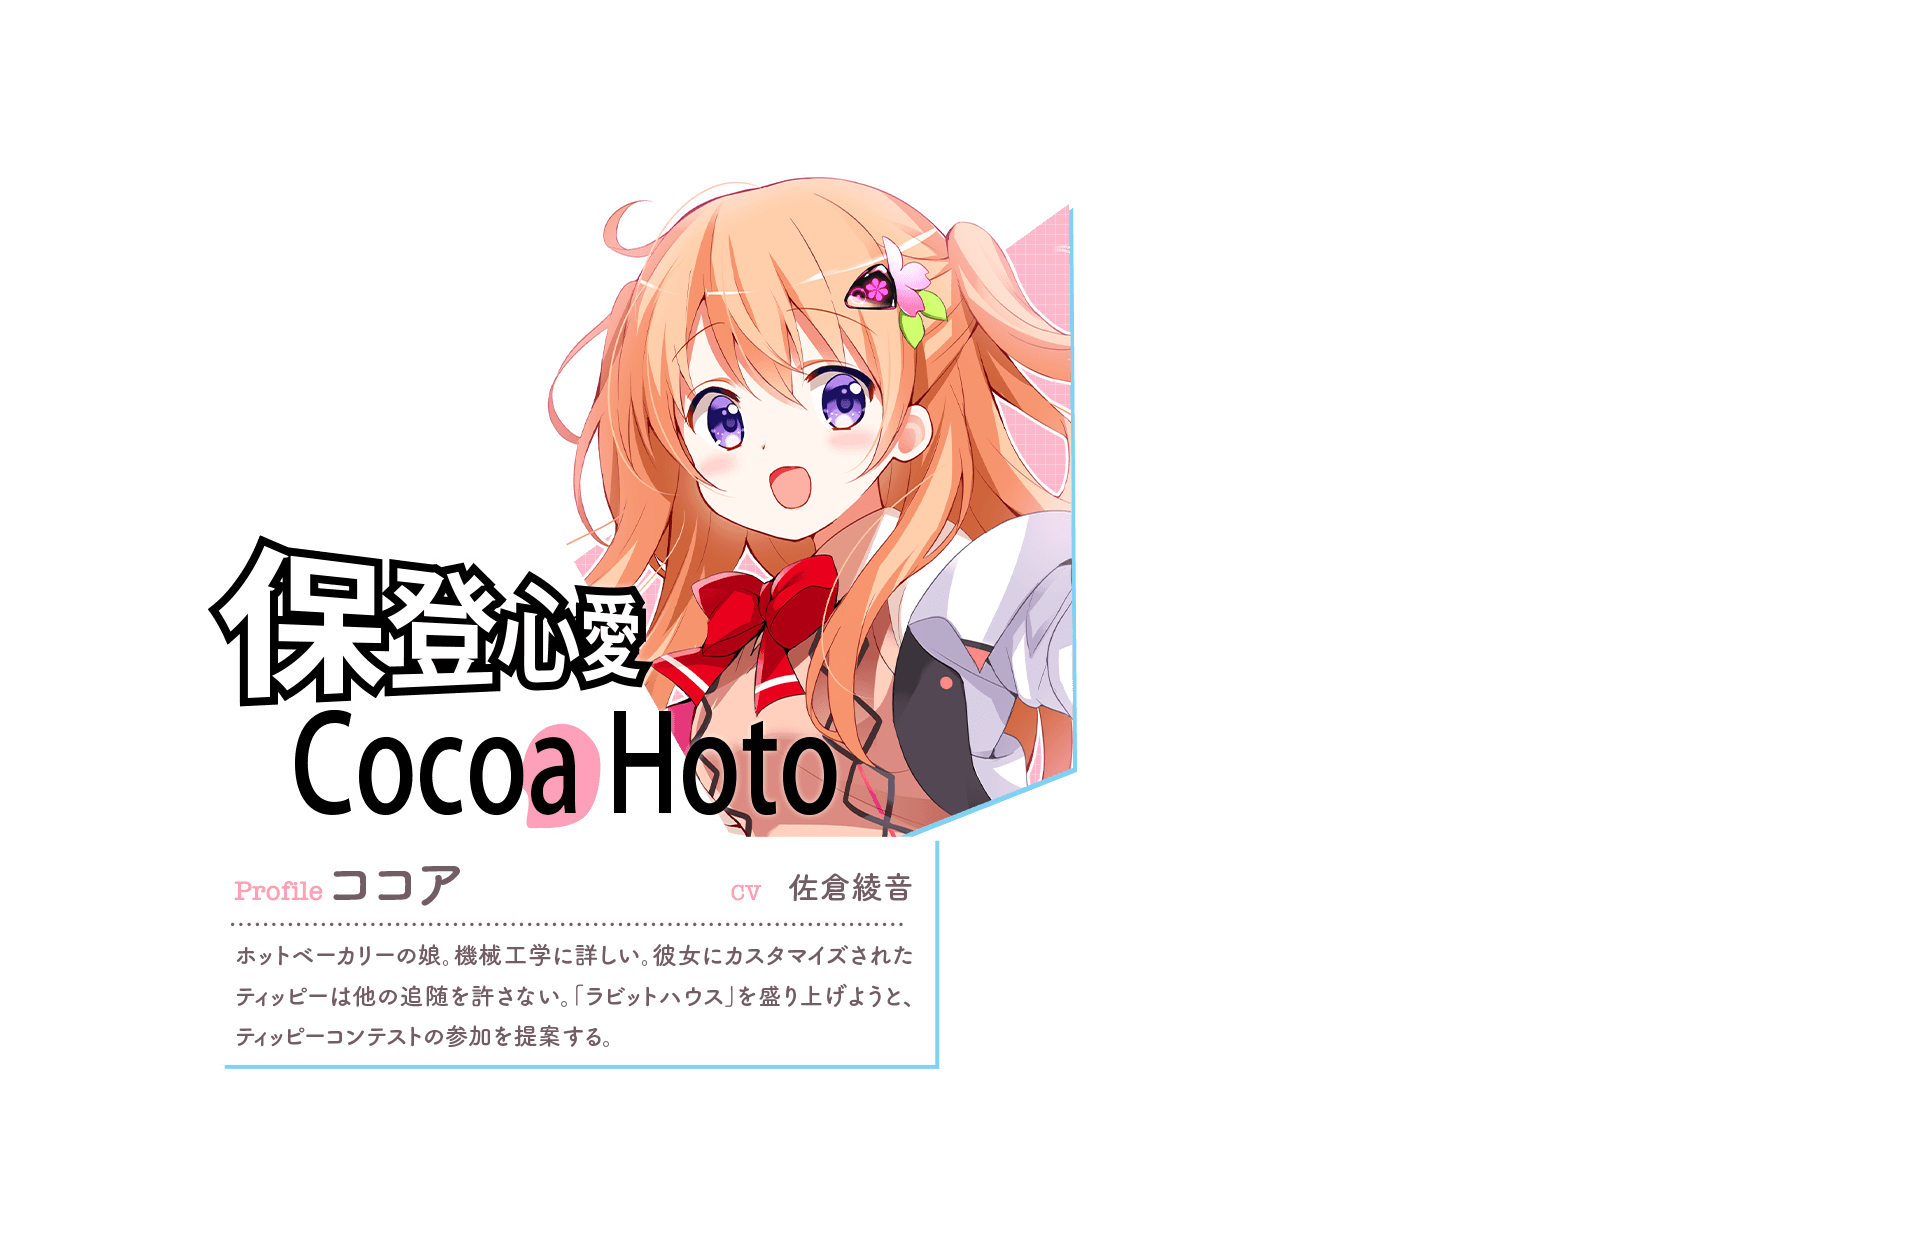 保登心愛
Cocoa Hoto
Profile ココア
CV 佐倉綾音
ホットベーカリーの娘。機械工学に詳しい。彼女にカスタマイズされた
ティッピーは他の追随を許さない。「ラビットハウス」を盛り上げようと、
ティッピーコンテストの参加を提案する。